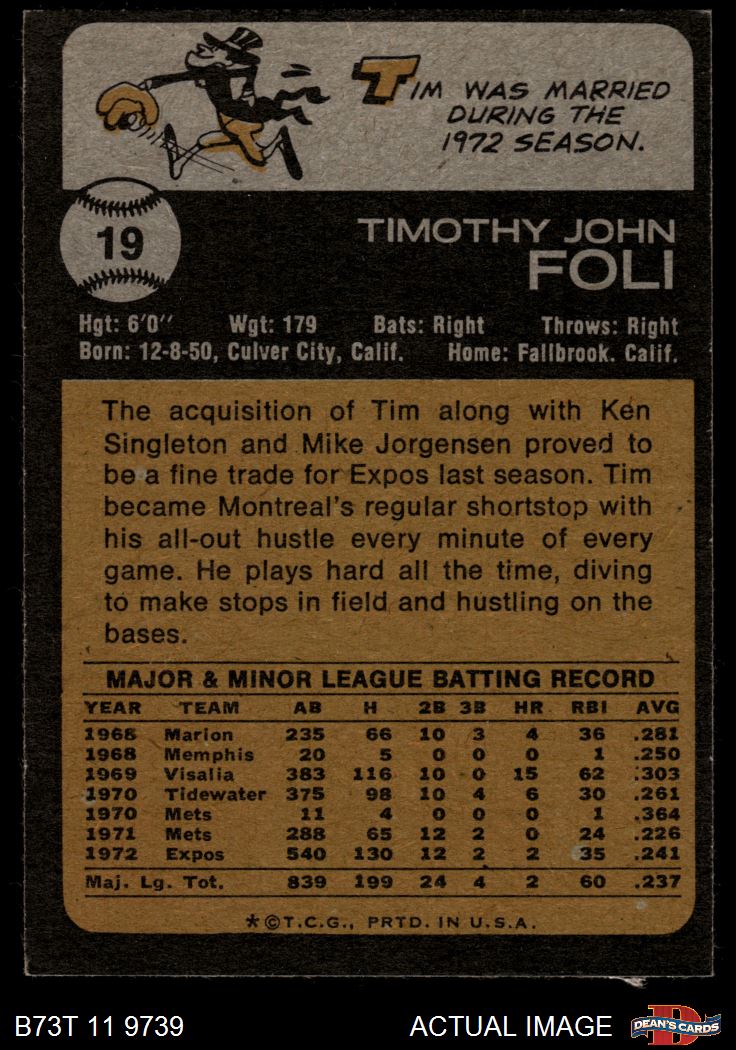 TIM WAS MARRIED
DURING THE
1972 SEASON.
19
TIMOTHY JOHN
FOLI
Hgt: 6'0" Wgt: 179 Bats: Right Throws: Right
Born: 12-8-50, Culver City, Calif. Home: Fallbrook. Calif.
The acquisition of Tim along with Ken
Singleton and Mike Jorgensen proved to
be a fine trade for Expos last season. Tim
became Montreal's regular shortstop with
his all-out hustle every minute of every
game. He plays hard all the time, diving
to make stops in field and hustling on the
bases.
MAJOR & MINOR LEAGUE BATTING RECORD
YEAR TEAM AB H 2B 3B HR RBI AVG
1968 Marion 235 66 10 3 4 36 .281
1968 Memphis 20 5 0 0 0 1 .250
1969 Visalia 383 116 10 0 15 62 .303
1970 Tidewater 375 98 10 4 6 30 .261
1970 Mets 11 4 0 0 0 1 .364
1971 Mets 288 65 12 2 0 24 .226
1972 Expos 540 130 12 2 2 35 .241
Maj. Lg. Tot. 839 199 24 4 2 60 .237
*©T.C.G., PRTD. IN U.S.A.
B73T 11 9739 ACTUAL IMAGE DEAN'S CARDS